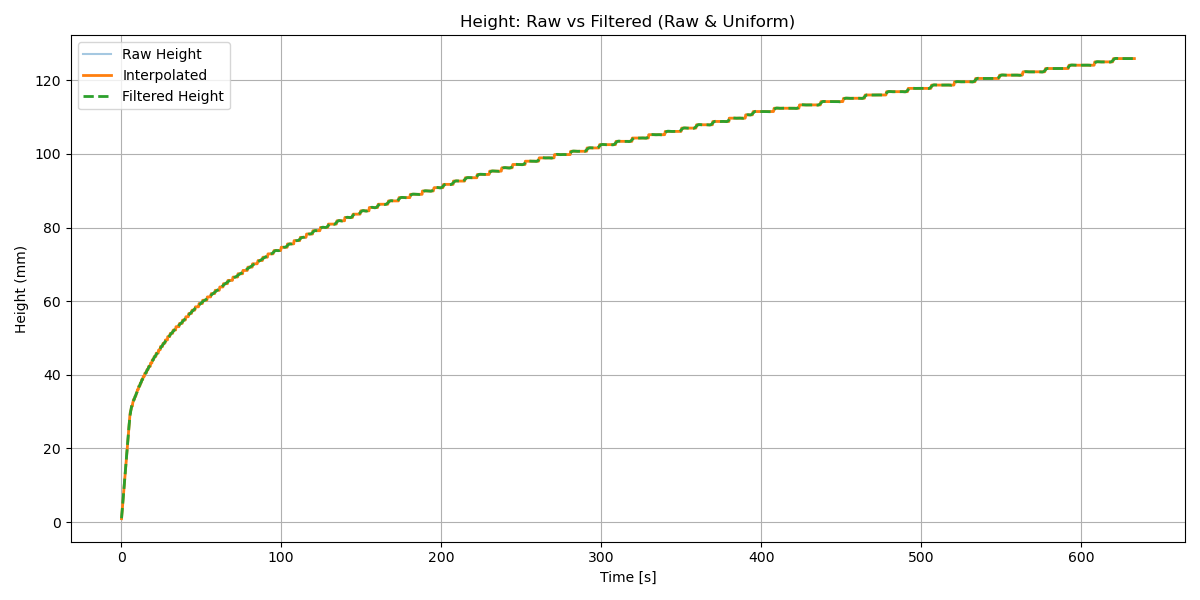 Height: Raw vs Filtered (Raw & Uniform)
Raw Height
Interpolated
Filtered Height
Height (mm)
120
100
80
60
40
20
0
0 100 200 300 400 500 600
Time [s]